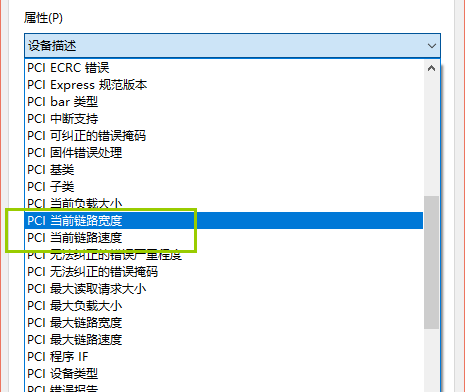 属性(P)
设备描述
PCI ECRC 错误
PCI Express 规范版本
PCI bar 类型
PCI 中断支持
PCI 可纠正的错误掩码
PCI 固件错误处理
PCI 基类
PCI 子类
PCI 当前负载大小
PCI 当前链路宽度
PCI 当前链路速度
PCI 无法纠正的错误严重程度
PCI 无法纠正的错误掩码
PCI 最大读取请求大小
PCI 最大负载大小
PCI 最大链路宽度
PCI 最大链路速度
PCI 程序 IF
PCI 设备类型
PCI 错误报告